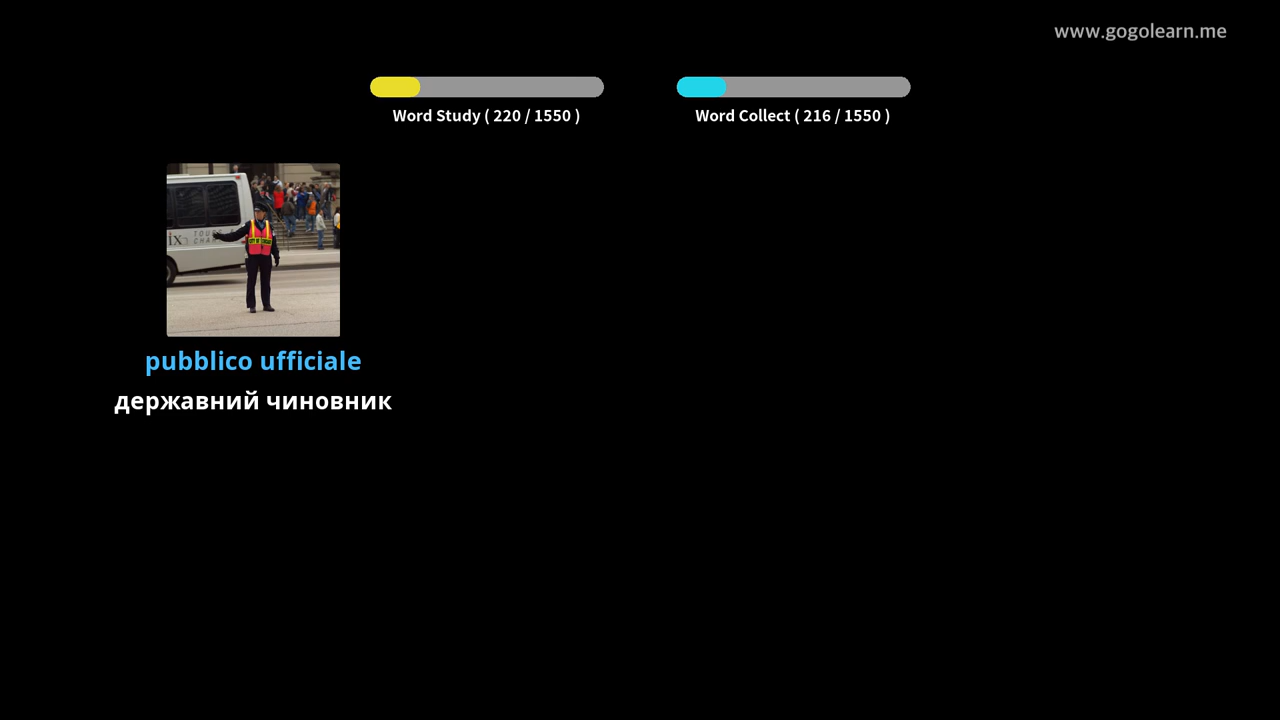 www.gogolearn.me
Word Study ( 220 / 1550 )
Word Collect ( 216 / 1550 )
pubblico ufficiale
державний чиновник